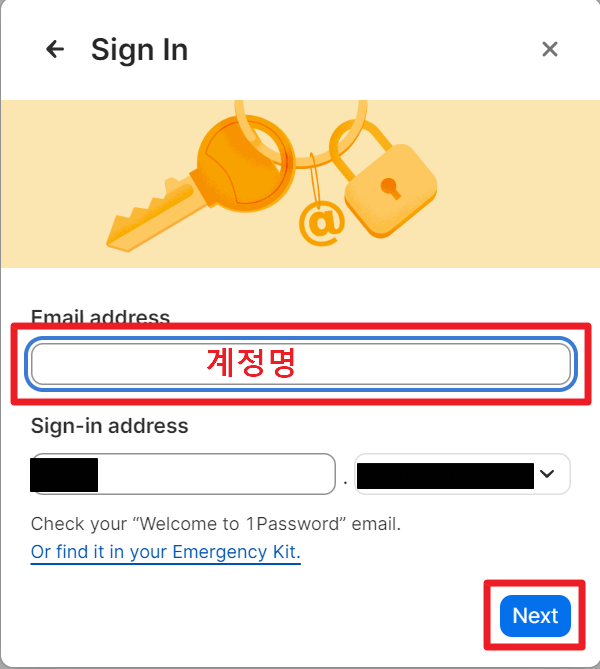 Sign In
@
Email address
계정명
Sign-in address
.
Check your “Welcome to 1Password” email.
Or find it in your Emergency Kit.
Next